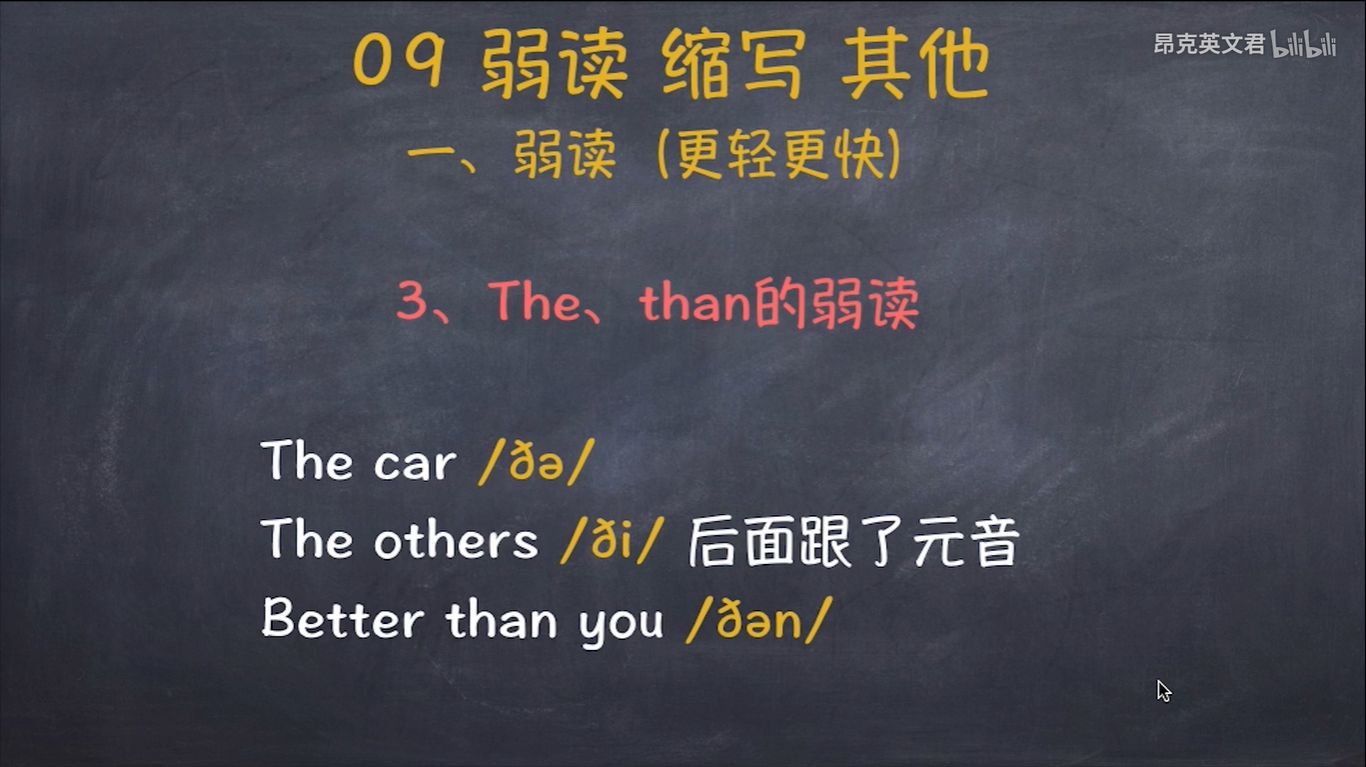 09 弱读 缩写 其他
昂克英文君 bilibili
一、弱读（更轻更快）
3、The、than的弱读
The car /ðə/
The others /ði/ 后面跟了元音
Better than you /ðən/